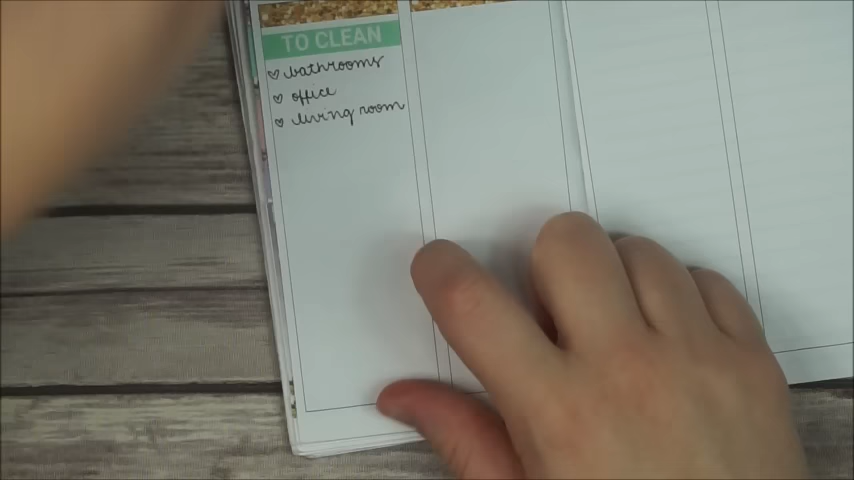 TO CLEAN
♡ bathrooms
♡ office
♡ living room